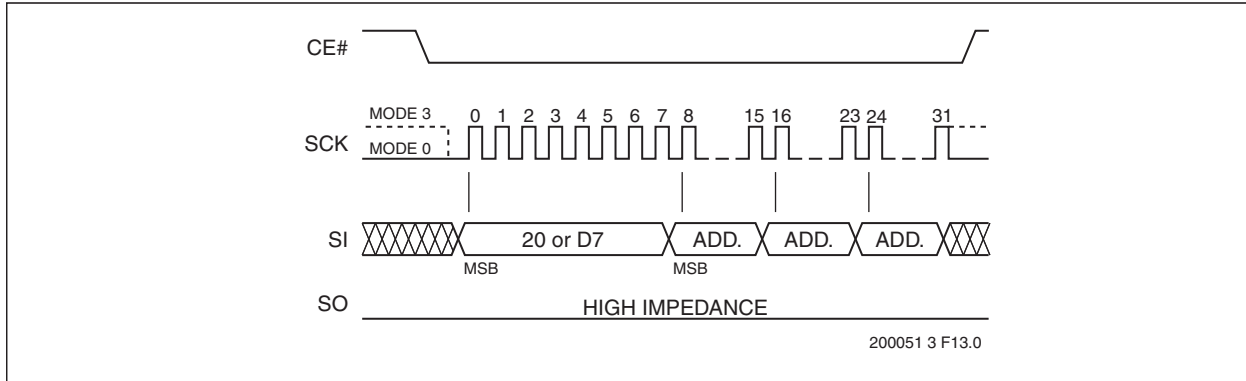 CE#
MODE 3
0 1 2 3 4 5 6 7 8 15 16 23 24 31
SCK
MODE 0
SI
20 or D7 ADD. ADD. ADD.
MSB MSB
SO
HIGH IMPEDANCE
200051 3 F13.0